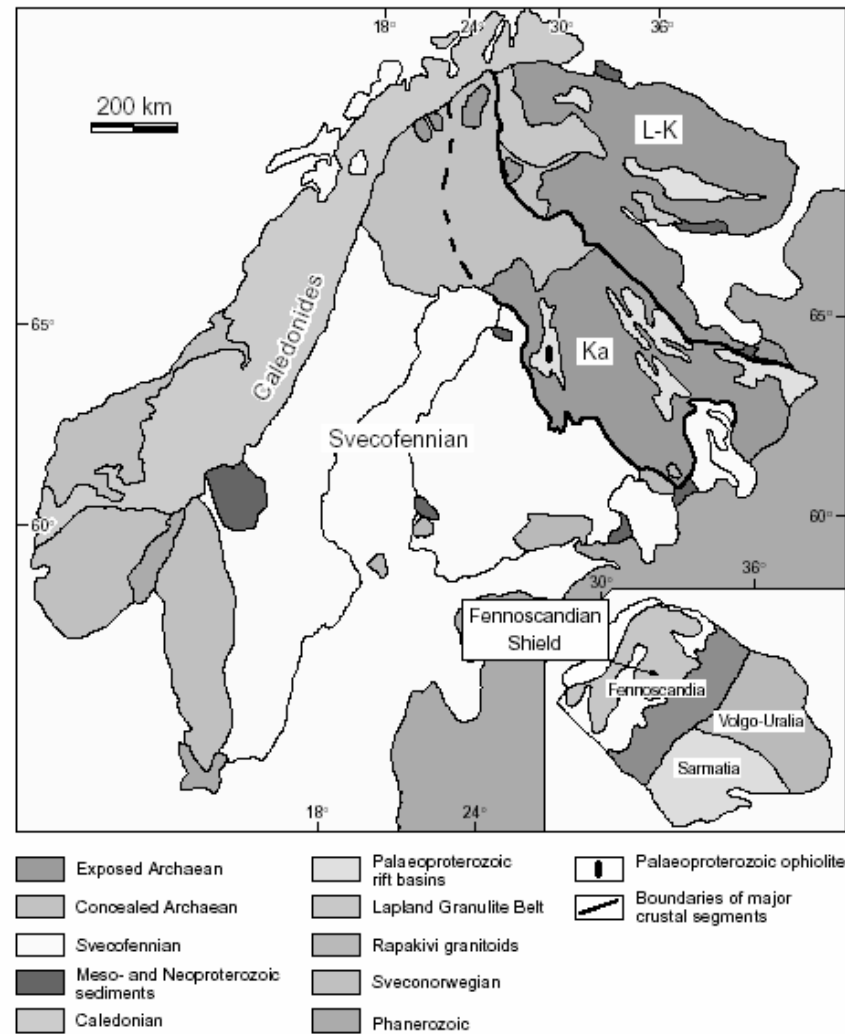 18° 24° 30° 36°
200 km
L-K
65° 65°
Caledonides
Ka
Svecofennian
60° 60°
30° 36°
Fennoscandian
Shield
Fennoscandia
Volgo-Uralia
Sarmatia
18° 24°
Exposed Archaean
Concealed Archaean
Svecofennian
Meso- and Neoproterozoic
sediments
Caledonian
Palaeoproterozoic
rift basins
Lapland Granulite Belt
Rapakivi granitoids
Sveconorwegian
Phanerozoic
Palaeoproterozoic ophiolite
Boundaries of major
crustal segments